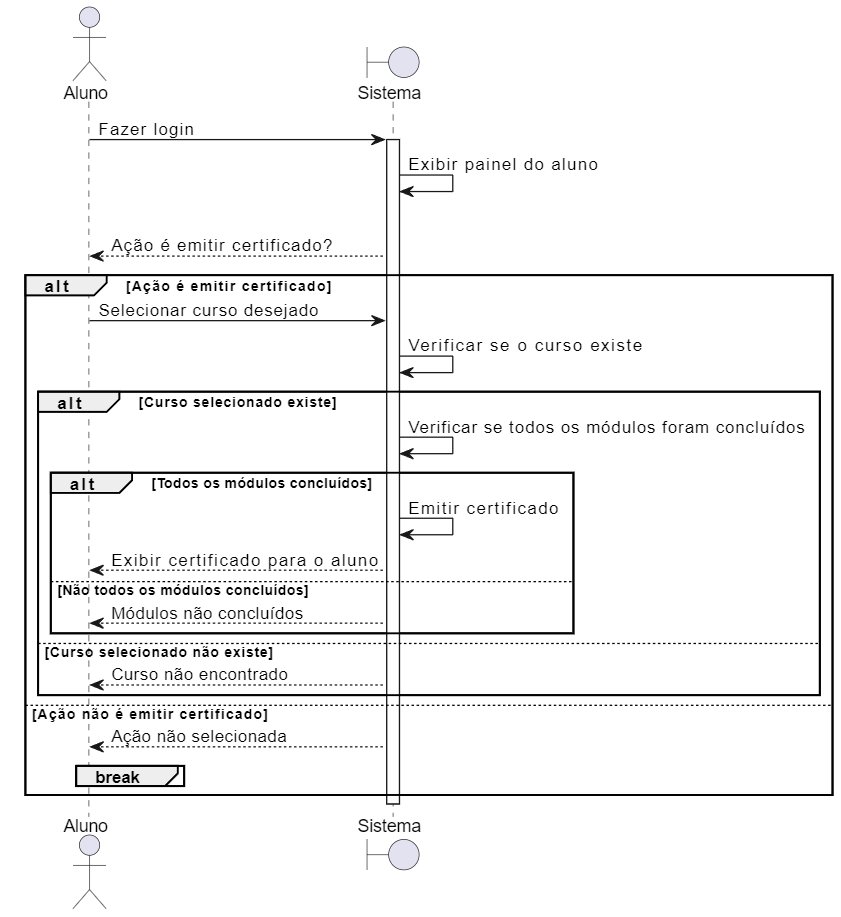 Aluno
Sistema
Fazer login
Exibir painel do aluno
Ação é emitir certificado?
alt [Ação é emitir certificado]
Selecionar curso desejado
Verificar se o curso existe
alt [Curso selecionado existe]
Verificar se todos os módulos foram concluídos
alt [Todos os módulos concluídos]
Emitir certificado
Exibir certificado para o aluno
[Não todos os módulos concluídos]
Módulos não concluídos
[Curso selecionado não existe]
Curso não encontrado
[Ação não é emitir certificado]
Ação não selecionada
break
Aluno
Sistema